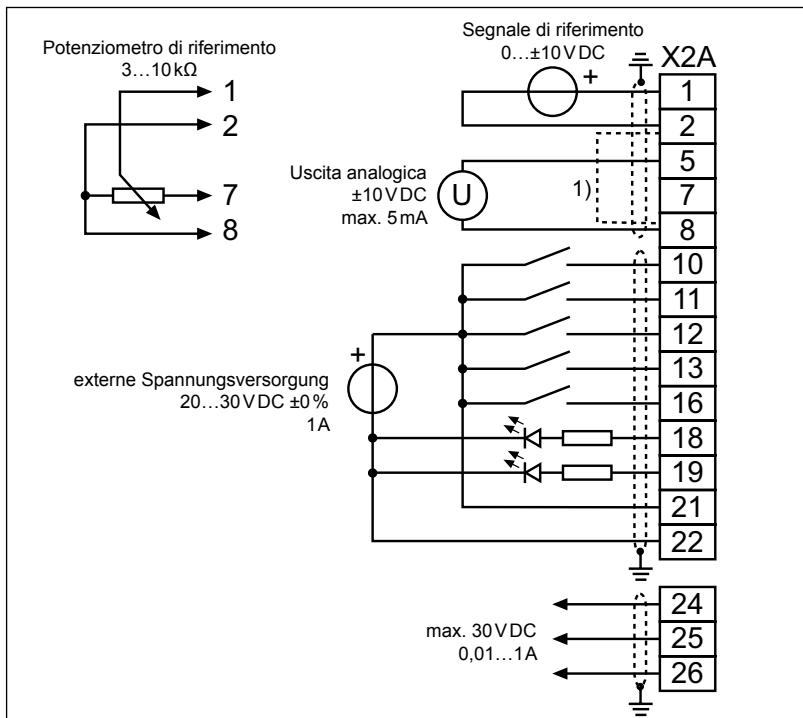 Potenziometro di riferimento
3…10 kΩ
1
2
7
8
Segnale di riferimento
0…±10 V DC
+
X2A
1
2
5
7
8
10
11
12
13
16
18
19
21
22
24
25
26
Uscita analogica
±10 V DC
max. 5 mA
U
1)
+
externe Spannungsversorgung
20…30 V DC ±0 %
1 A
max. 30 V DC
0,01…1 A